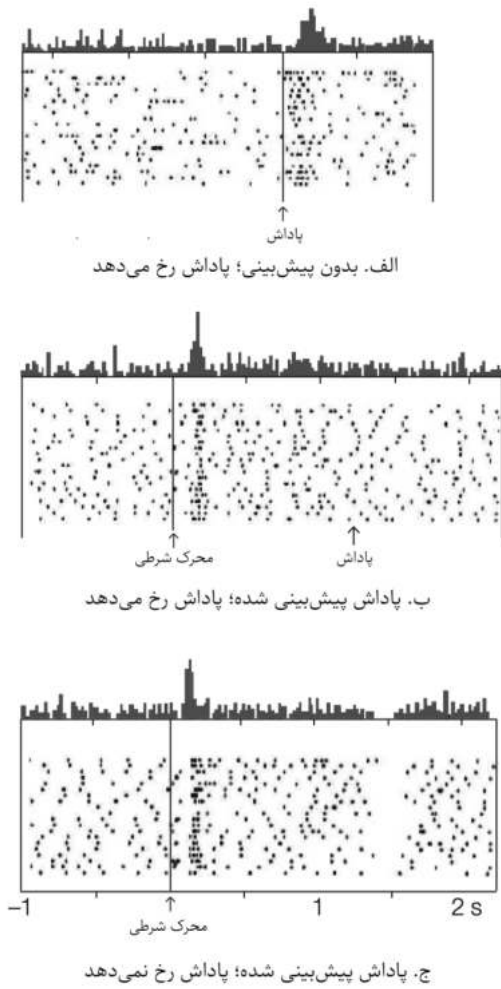 پاداش
الف. بدون پیش‌بینی؛ پاداش رخ می‌دهد
محرک شرطی
پاداش
ب. پاداش پیش‌بینی شده؛ پاداش رخ می‌دهد
–1
1
2 s
محرک شرطی
ج. پاداش پیش‌بینی شده؛ پاداش رخ نمی‌دهد